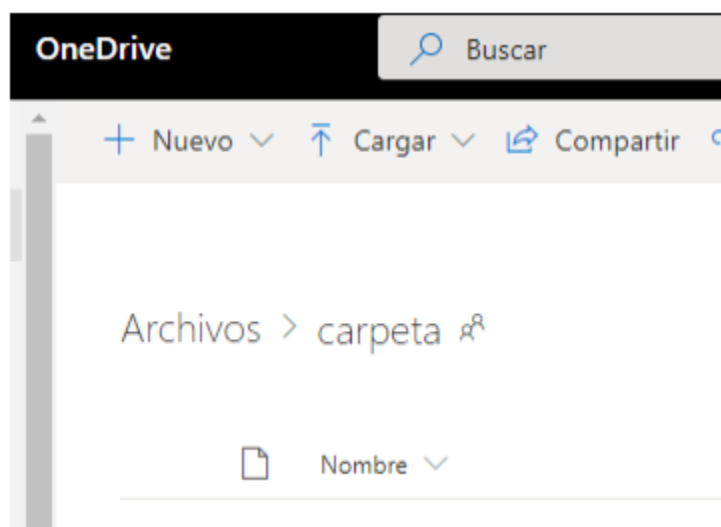 OneDrive Buscar
Nuevo Cargar Compartir
Archivos > carpeta
Nombre